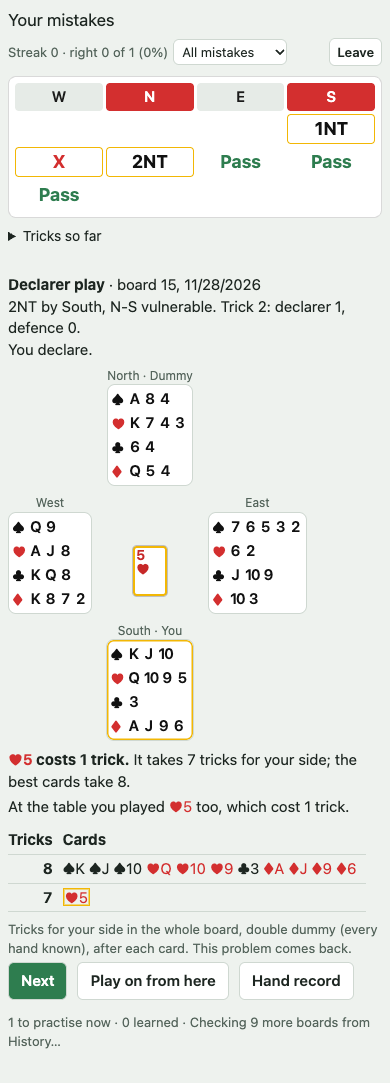 Your mistakes
Streak 0 · right 0 of 1 (0%) All mistakes Leave
W N E S
1NT
X 2NT Pass Pass
Pass
▶ Tricks so far
Declarer play · board 15, 11/28/2026
2NT by South, N-S vulnerable. Trick 2: declarer 1,
defence 0.
You declare.
North · Dummy
♠ A 8 4
♥ K 7 4 3
♣ 6 4
♦ Q 5 4
West
♠ Q 9
♥ A J 8
♣ K Q 8
♦ K 8 7 2
5
♥
East
♠ 7 6 5 3 2
♥ 6 2
♣ J 10 9
♦ 10 3
South · You
♠ K J 10
♥ Q 10 9 5
♣ 3
♦ A J 9 6
♥5 costs 1 trick. It takes 7 tricks for your side; the
best cards take 8.
At the table you played ♥5 too, which cost 1 trick.
Tricks Cards
8 ♠K ♠J ♠10 ♥Q ♥10 ♥9 ♣3 ♦A ♦J ♦9 ♦6
7 ♥5
Tricks for your side in the whole board, double dummy (every
hand known), after each card. This problem comes back.
Next Play on from here Hand record
1 to practise now · 0 learned · Checking 9 more boards from
History…